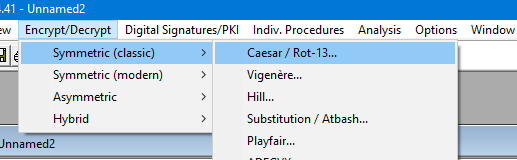 .41 - Unnamed2
ew Encrypt/Decrypt Digital Signatures/PKI Indiv. Procedures Analysis Options Window
Symmetric (classic) > Caesar / Rot-13...
Symmetric (modern) > Vigenère...
Asymmetric > Hill...
Hybrid > Substitution / Atbash...
Unnamed2 Playfair...